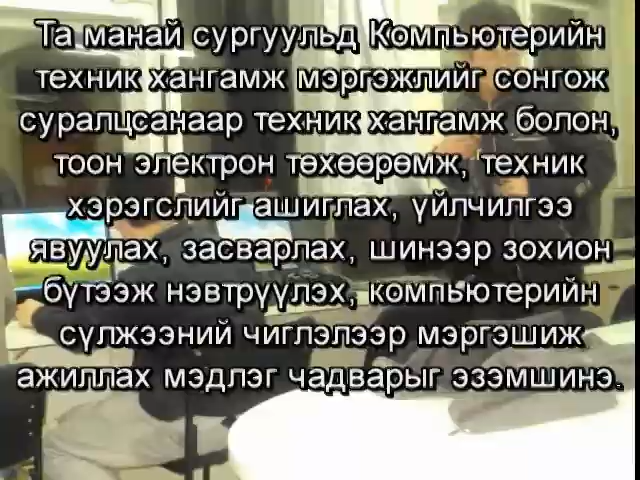 Та манай сургуульд Компьютерийн
техник хангамж мэргэжлийг сонгож
суралцсанаар техник хангамж болон,
тоон электрон төхөөрөмж, техник
хэрэгслийг ашиглах, үйлчилгээ
явуулах, засварлах, шинээр зохион
бүтээж нэвтрүүлэх, компьютерийн
сүлжээний чиглэлээр мэргэшиж
ажиллах мэдлэг чадварыг эзэмшинэ.